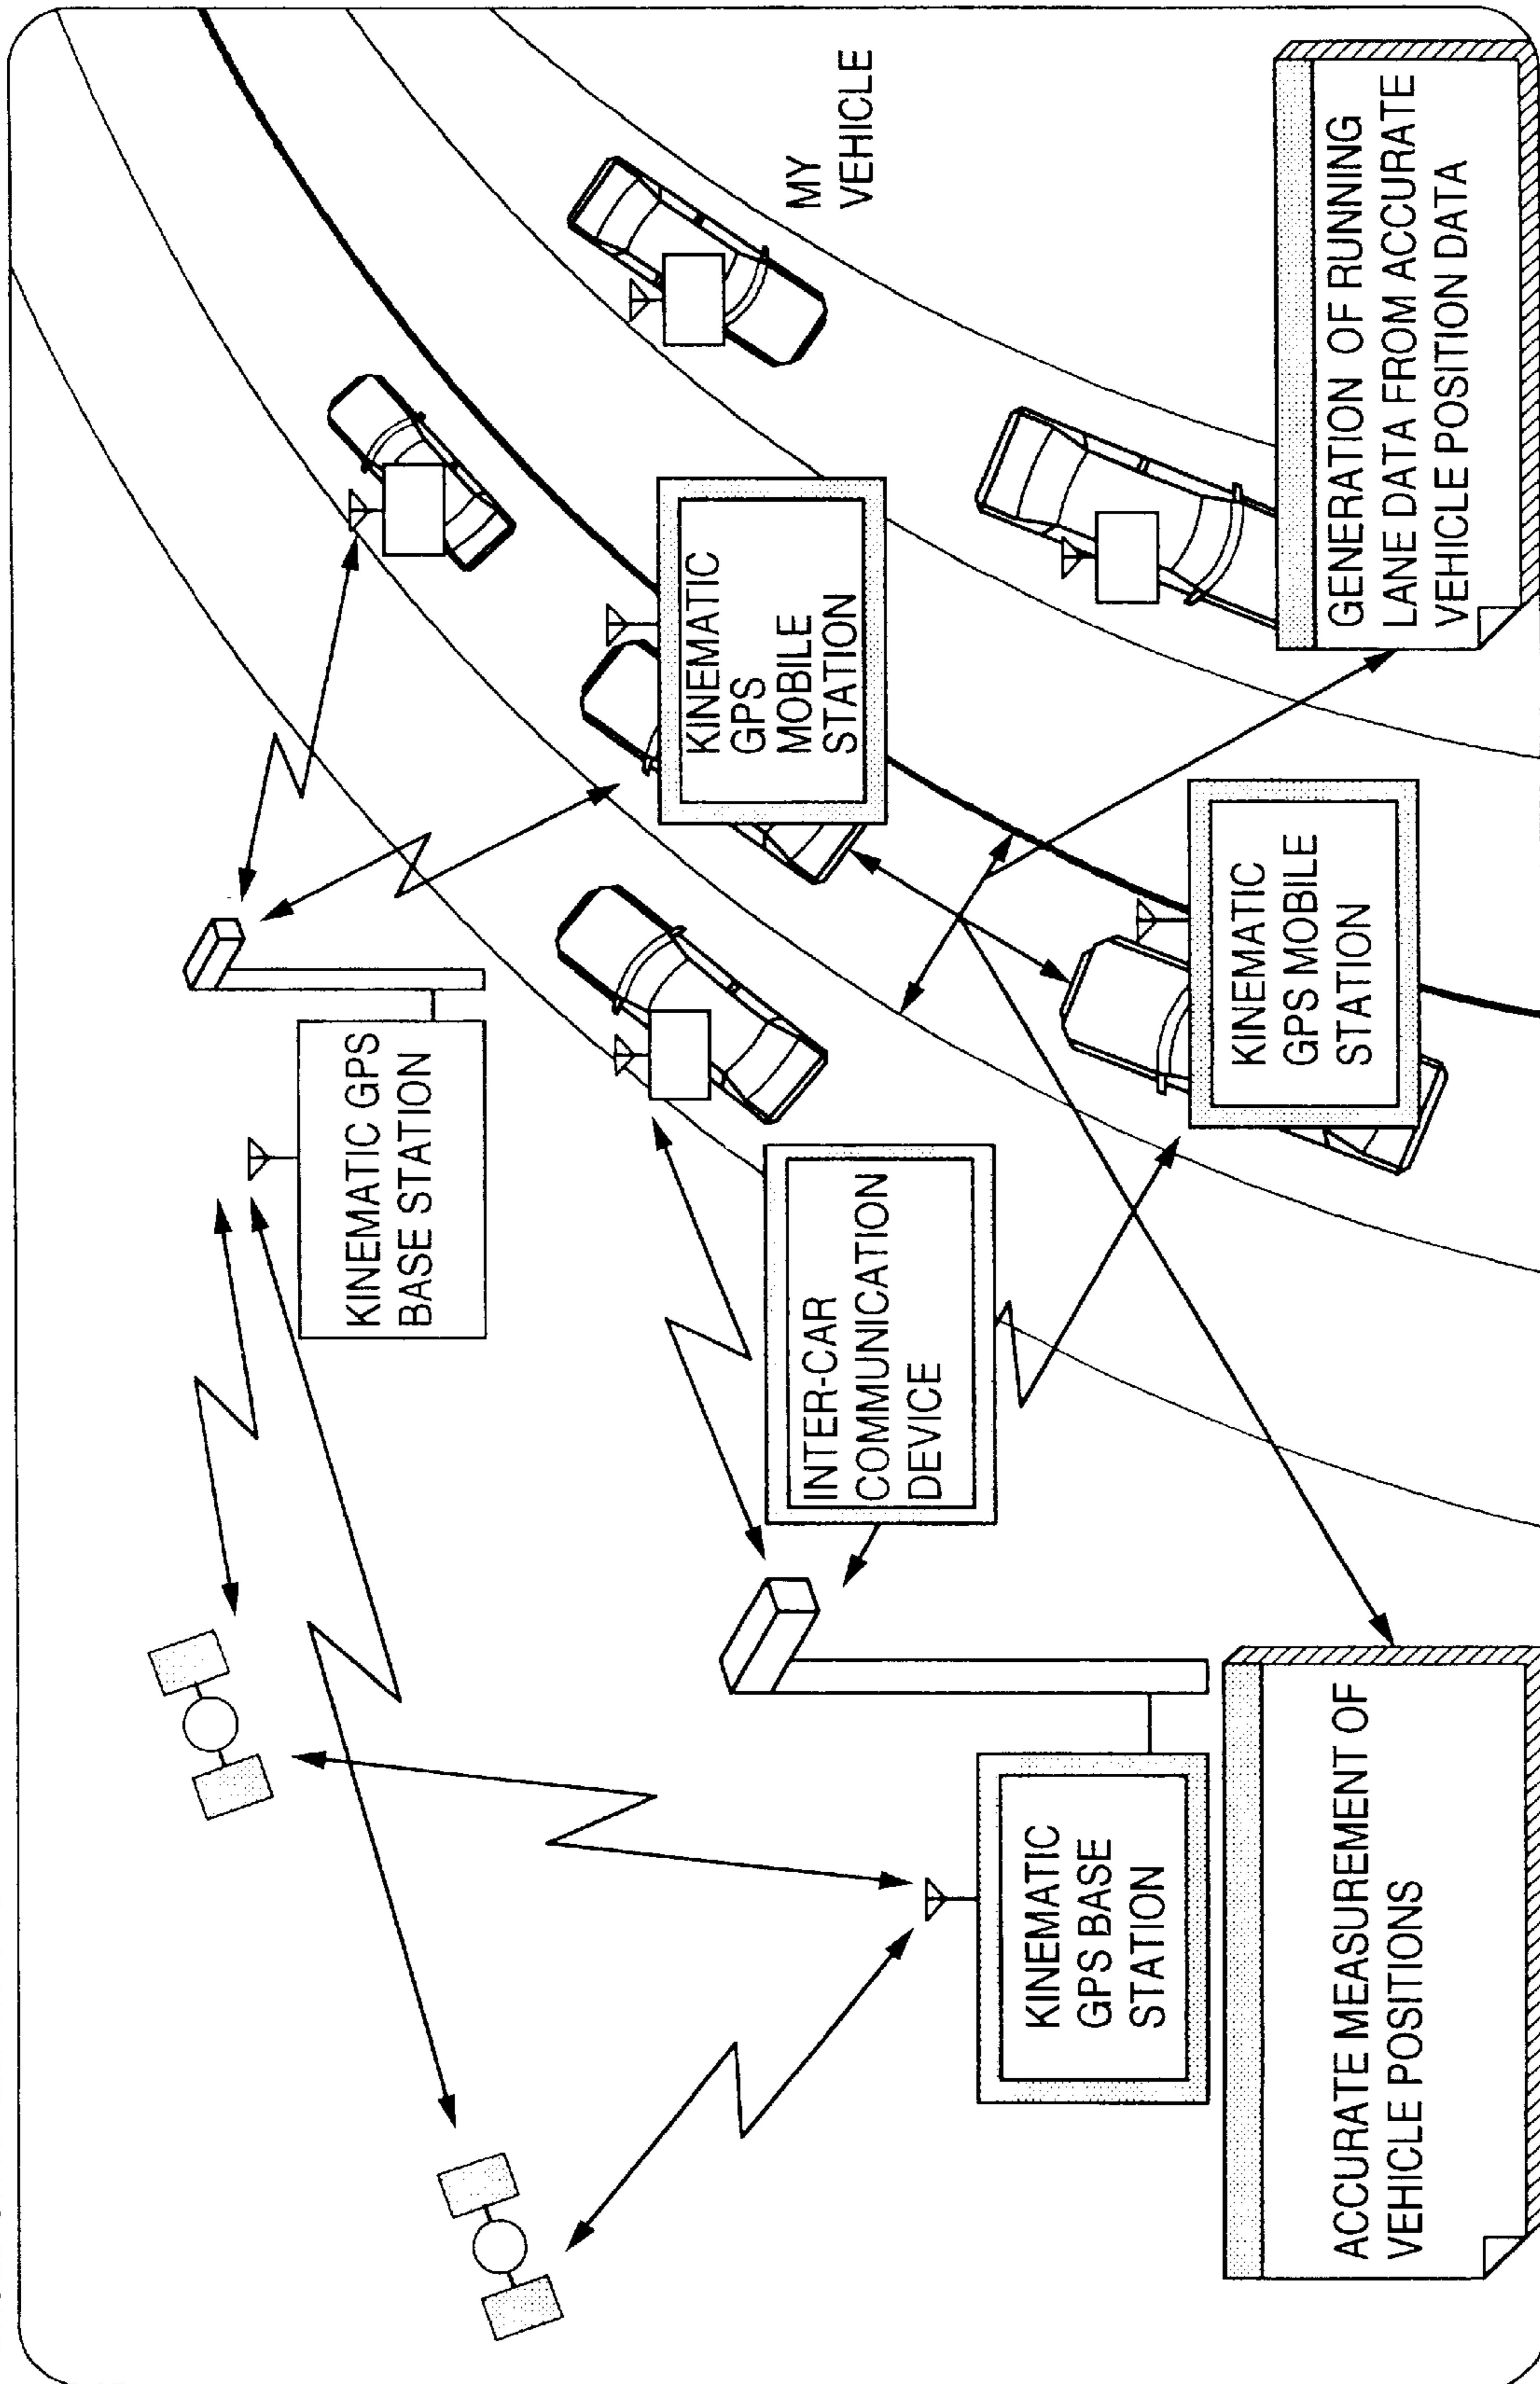 KINEMATIC GPS
BASE STATION
MY
VEHICLE
KINEMATIC
GPS
MOBILE
STATION
INTER-CAR
COMMUNICATION
DEVICE
KINEMATIC
GPS BASE
STATION
KINEMATIC
GPS MOBILE
STATION
ACCURATE MEASUREMENT OF
VEHICLE POSITIONS
GENERATION OF RUNNING
LANE DATA FROM ACCURATE
VEHICLE POSITION DATA